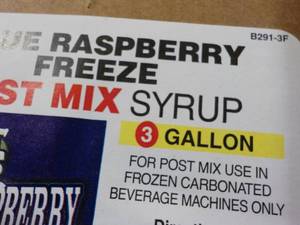 B291-3F
UE RASPBERRY
FREEZE
ST MIX SYRUP
3 GALLON
FOR POST MIX USE IN
FROZEN CARBONATED
BEVERAGE MACHINES ONLY